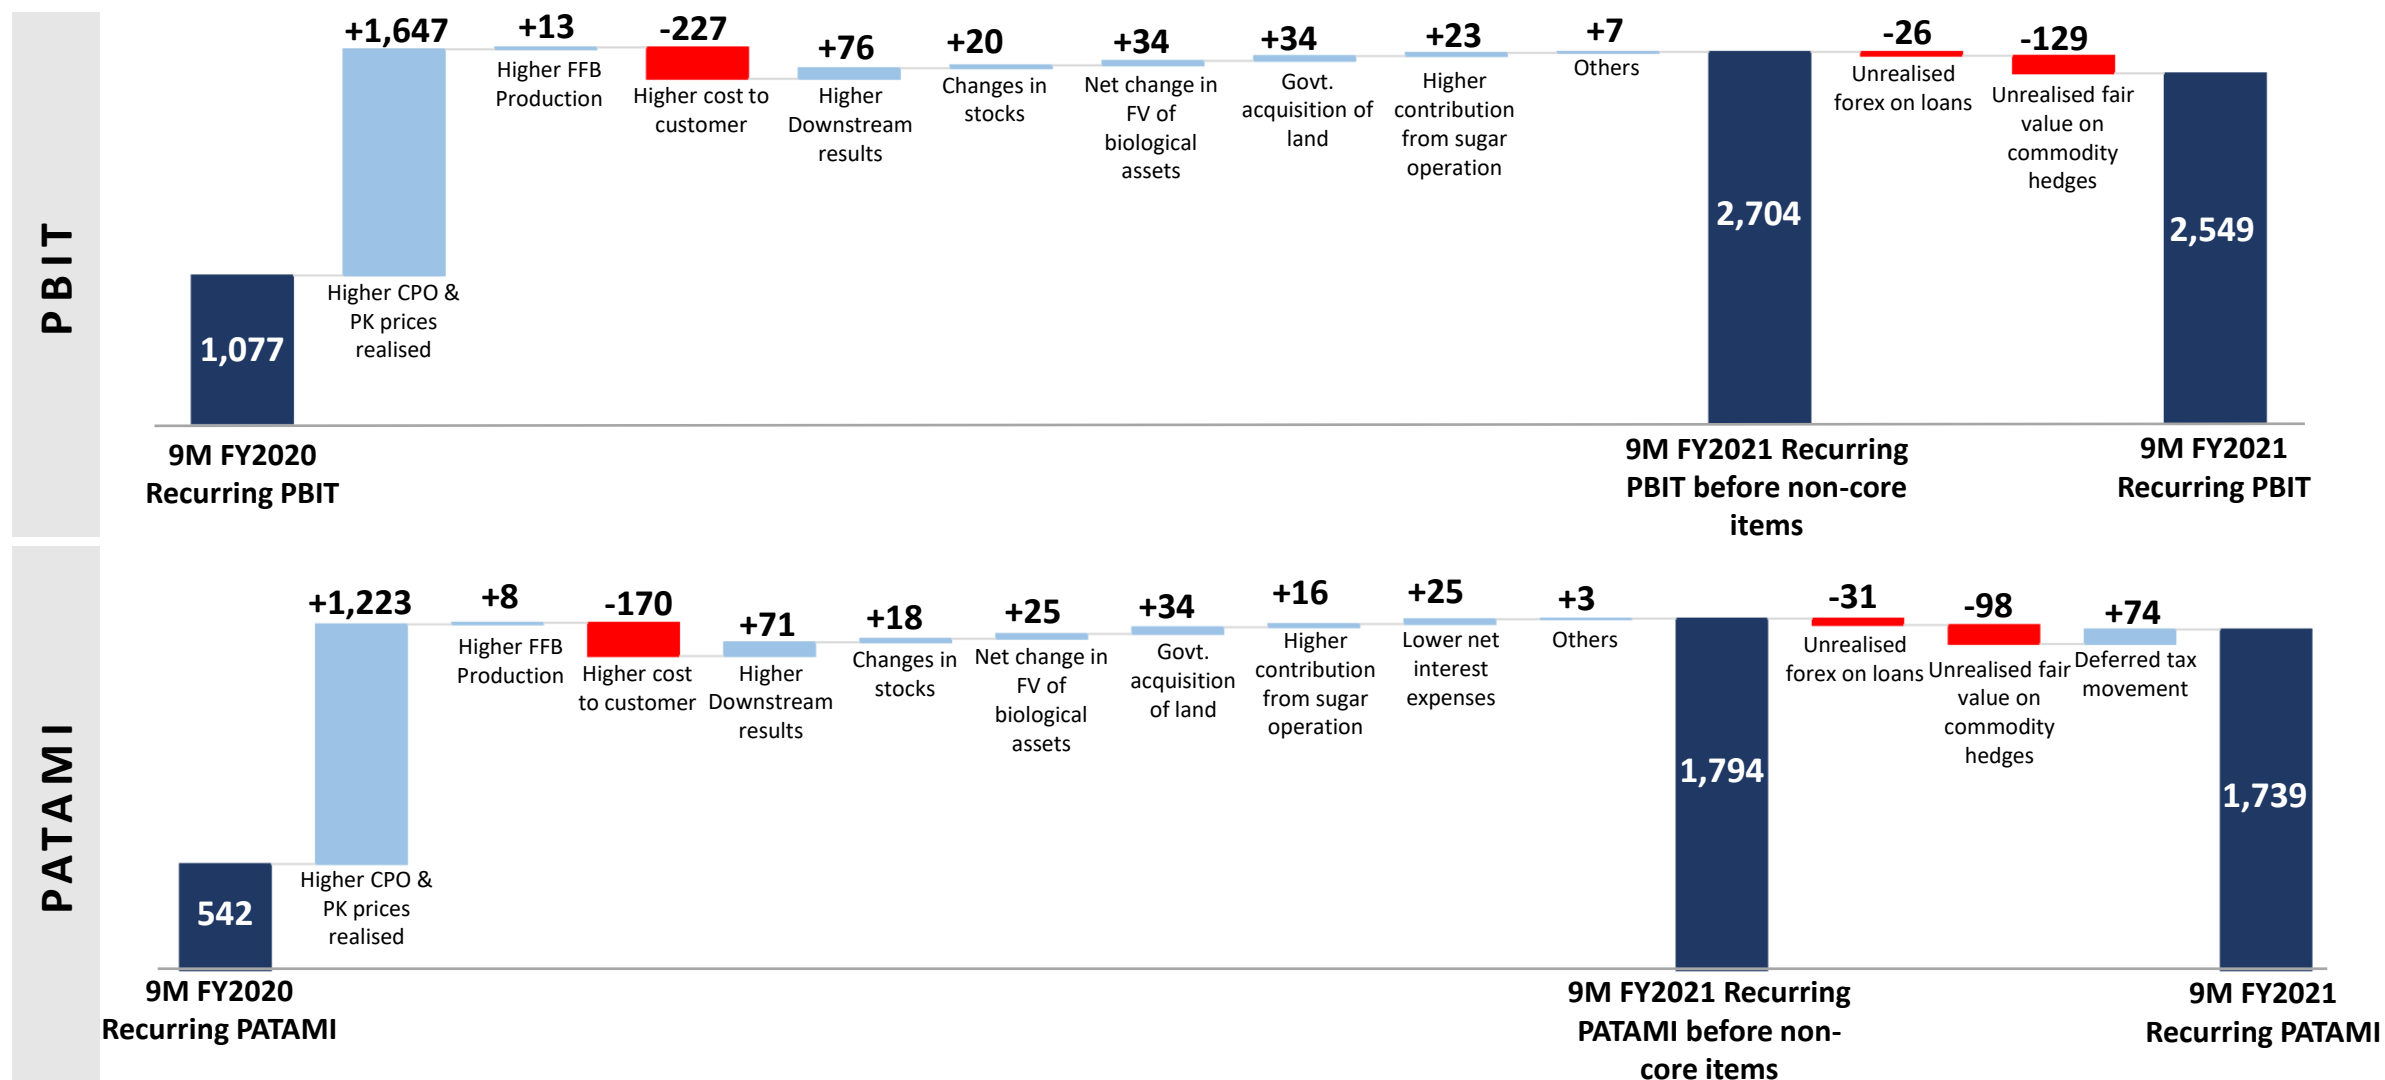 PBIT
+1,647
Higher CPO &
PK prices
realised
+13
Higher FFB
Production
-227
Higher cost to
customer
+76
Higher
Downstream
results
+20
Changes in
stocks
+34
Net change in
FV of
biological
assets
+34
Govt.
acquisition of
land
+23
Higher
contribution
from sugar
operation
+7
Others
-26
Unrealised
forex on loans
-129
Unrealised fair
value on
commodity
hedges
1,077
2,704
2,549
9M FY2020
Recurring PBIT
9M FY2021 Recurring
PBIT before non-core
items
9M FY2021
Recurring PBIT
PATAMI
+1,223
Higher CPO &
PK prices
realised
+8
Higher FFB
Production
-170
Higher cost
to customer
+71
Higher
Downstream
results
+18
Changes in
stocks
+25
Net change in
FV of
biological
assets
+34
Govt.
acquisition
of land
+16
Higher
contribution
from sugar
operation
+25
Lower net
interest
expenses
+3
Others
-31
Unrealised
forex on loans
-98
Unrealised fair
value on
commodity
hedges
+74
Deferred tax
movement
542
1,794
1,739
9M FY2020
Recurring PATAMI
9M FY2021 Recurring
PATAMI before non-
core items
9M FY2021
Recurring PATAMI